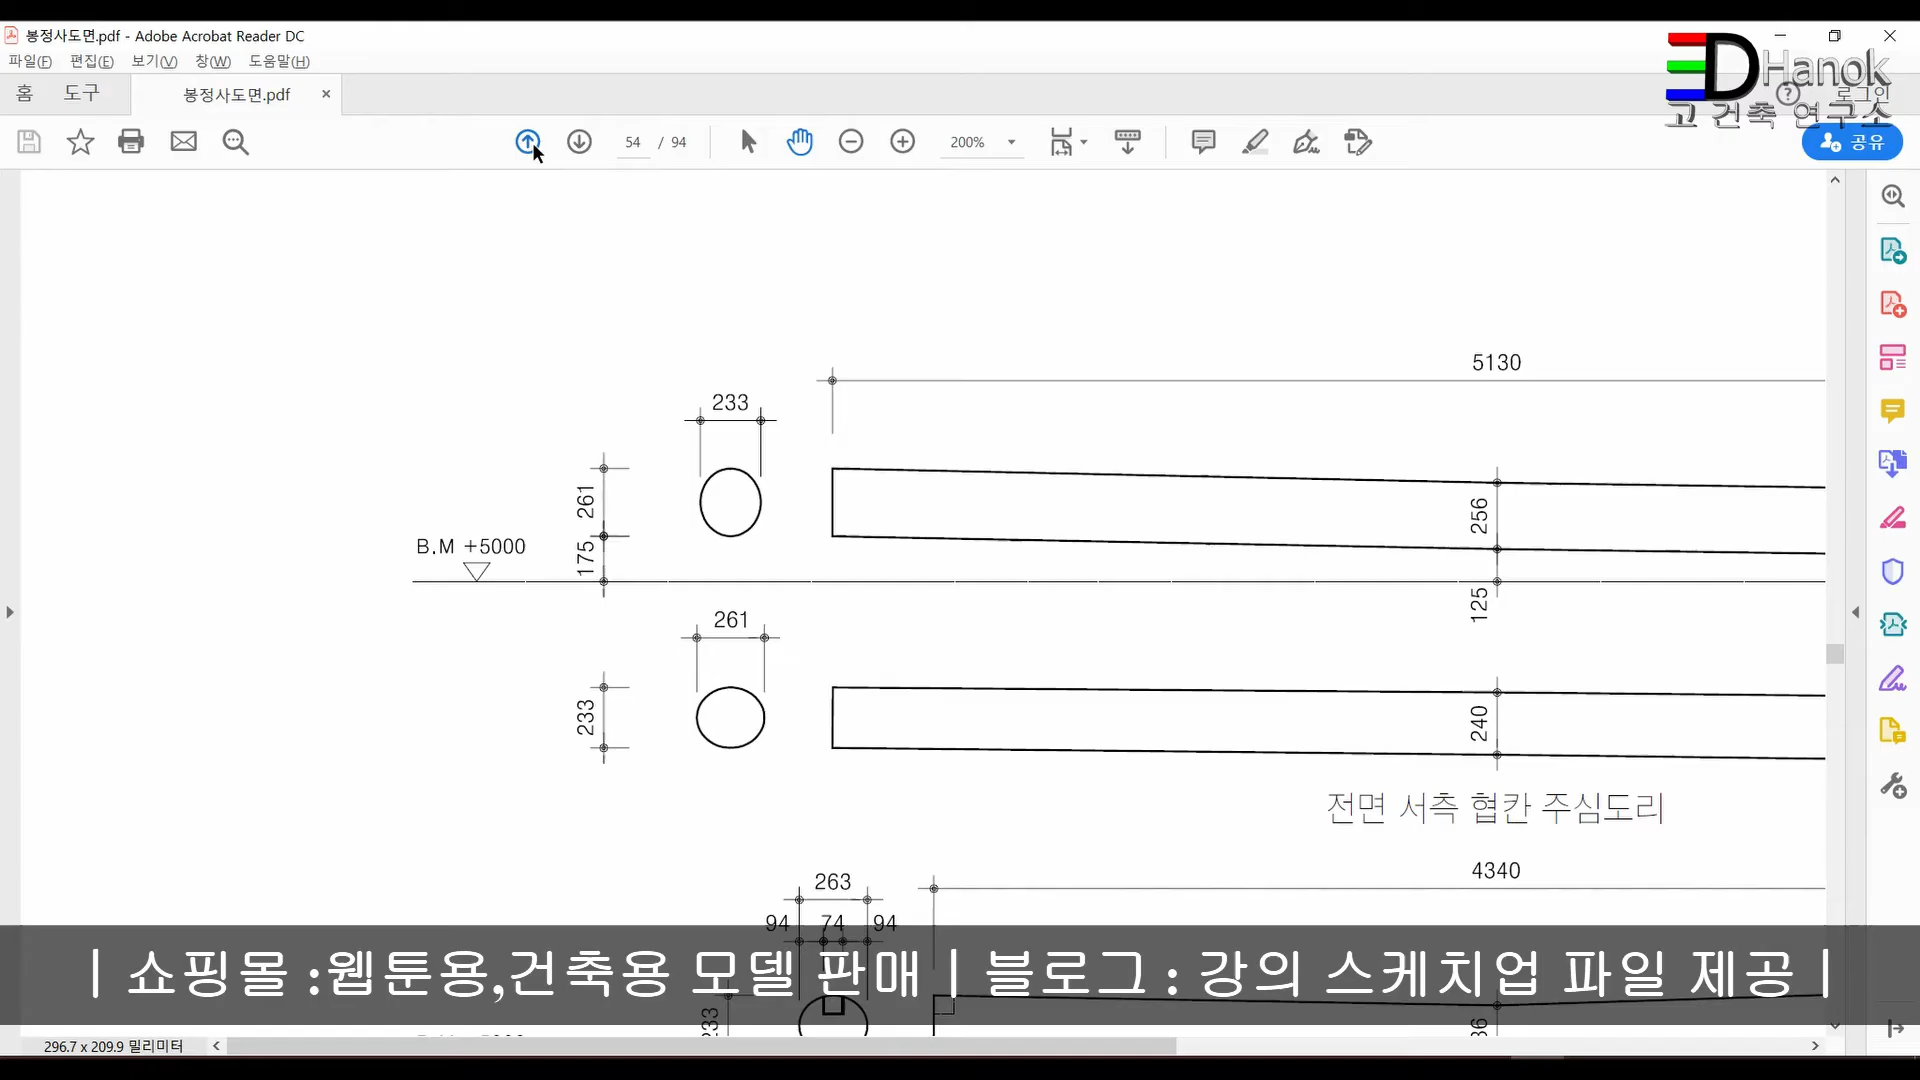 봉정사도면.pdf - Adobe Acrobat Reader DC
파일(F) 편집(E) 보기(V) 창(W) 도움말(H)
3DHanok
고 건축 연구소
홈 도구 봉정사도면.pdf × ? 로그인
54 / 94 200% 공유
5130
233
261
256
B.M +5000
175
125
261
233
240
전면 서측 협칸 주심도리
4340
263
94 74 94
| 쇼핑몰 :웹툰용,건축용 모델 판매 | 블로그 : 강의 스케치업 파일 제공 |
233
296.7 x 209.9 밀리미터